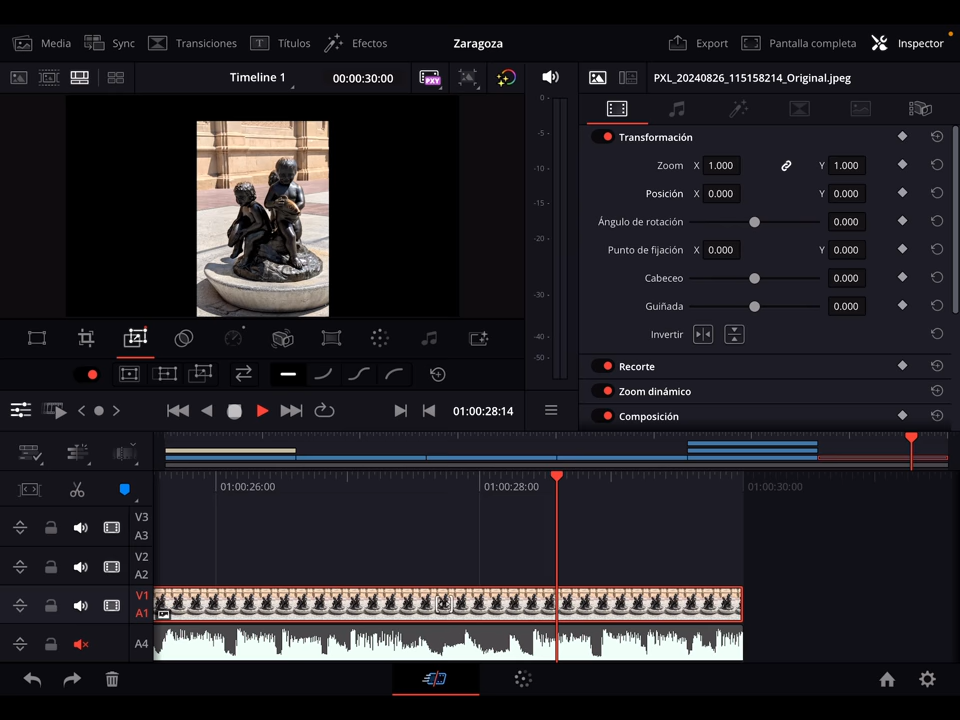 Media Sync Transiciones Títulos Efectos Zaragoza Export Pantalla completa Inspector
Timeline 1 00:00:30:00 PXY PXL_20240826_115158214_Original.jpeg
0
-5
-10
-15
-20
-30
-40
-50
Transformación
Zoom X 1.000 Y 1.000
Posición X 0.000 Y 0.000
Ángulo de rotación 0.000
Punto de fijación X 0.000 Y 0.000
Cabeceo 0.000
Guiñada 0.000
Invertir
Recorte
Zoom dinámico
Composición
01:00:28:14
01:00:26:00 01:00:28:00 01:00:30:00
V3
A3
V2
A2
V1
A1
A4